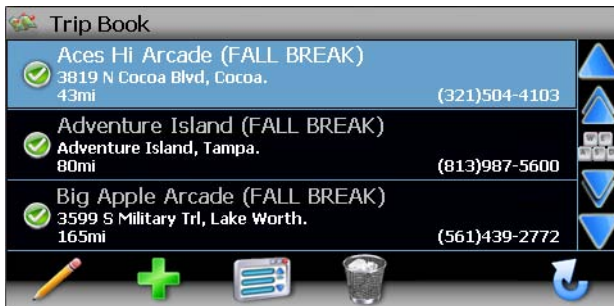 Trip Book
Aces Hi Arcade (FALL BREAK)
3819 N Cocoa Blvd, Cocoa.
43mi (321)504-4103
Adventure Island (FALL BREAK)
Adventure Island, Tampa.
80mi (813)987-5600
Big Apple Arcade (FALL BREAK)
3599 S Military Trl, Lake Worth.
165mi (561)439-2772